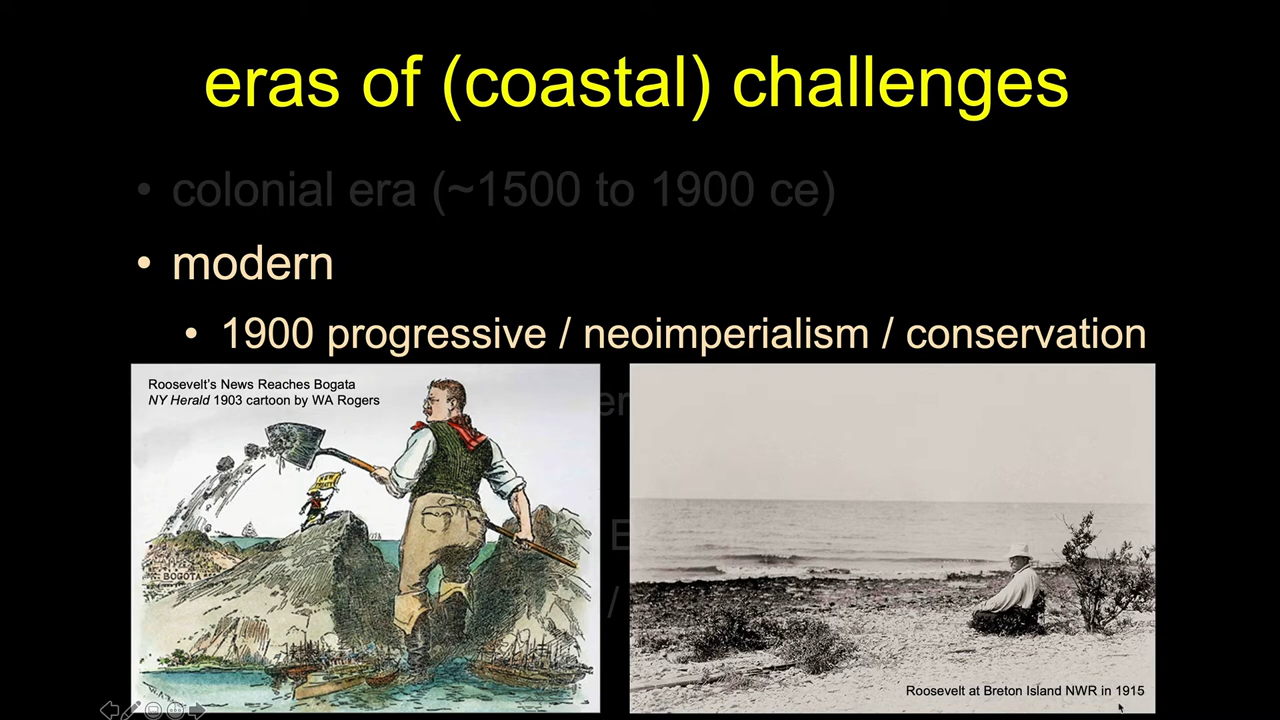 eras of (coastal) challenges
• colonial era (~1500 to 1900 ce)
• modern
• 1900 progressive / neoimperialism / conservation
Roosevelt's News Reaches Bogata
NY Herald 1903 cartoon by WA Rogers
BOGOTA
Roosevelt at Breton Island NWR in 1915